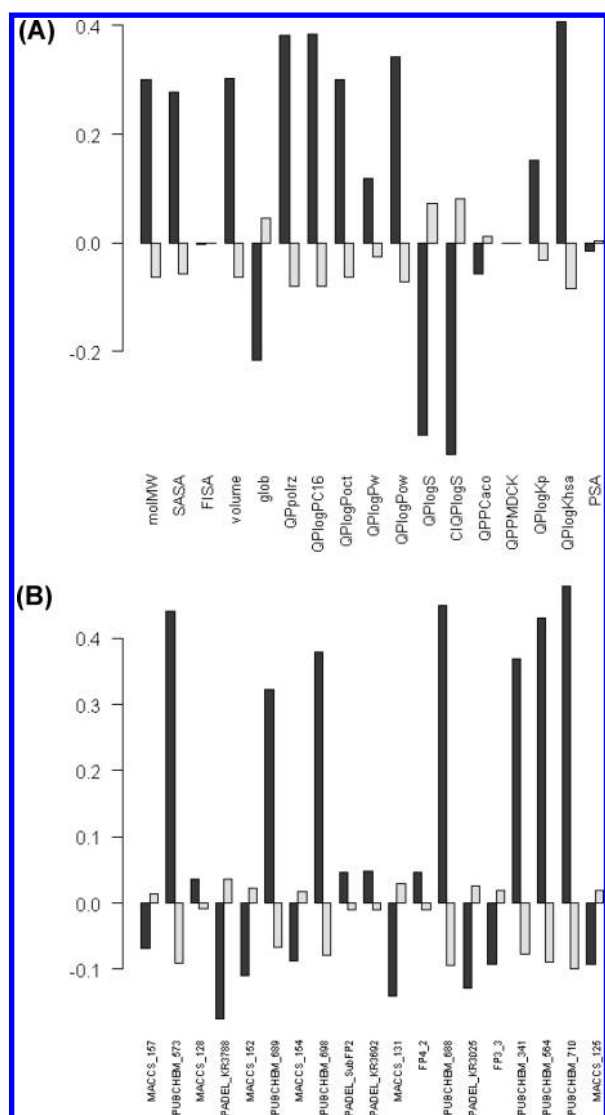 (A)
0.4
0.2
0.0
-0.2
molMW
SASA
FISA
volume
glob
QPpolrz
QPlogPC16
QPlogPoct
QPlogPw
QPlogPow
QPlogS
CIQPlogS
QPPCaco
QPPMDCK
QPlogKp
QPlogKhsa
PSA
(B)
0.4
0.3
0.2
0.1
0.0
-0.1
MACCS_157
PUBCHEM_573
MACCS_128
PADEL_KR3788
MACCS_152
PUBCHEM_689
MACCS_154
PUBCHEM_698
PADEL_SubFP2
PADEL_KR3692
MACCS_131
FP4_2
PUBCHEM_688
PADEL_KR3025
FP3_3
PUBCHEM_341
PUBCHEM_564
PUBCHEM_710
MACCS_125